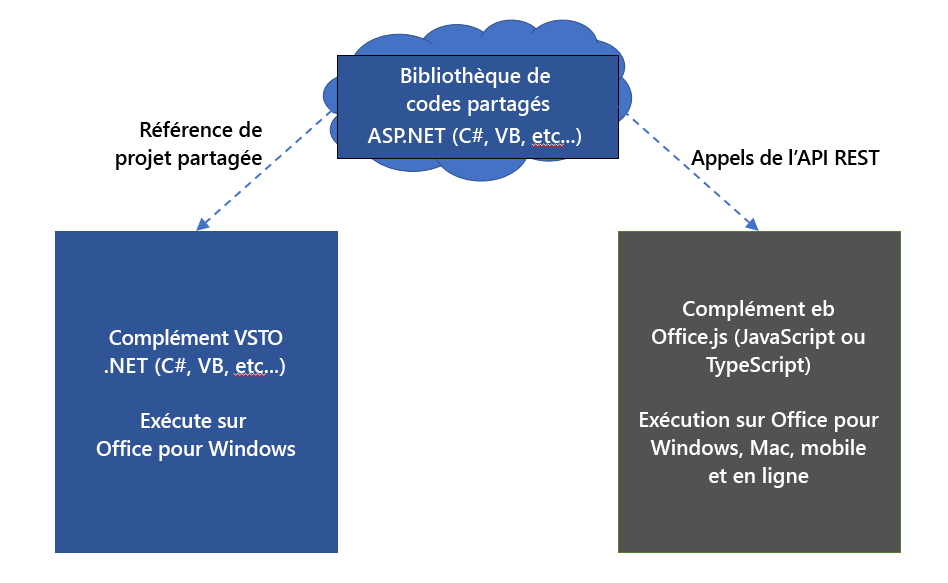 Bibliothèque de
codes partagés
ASP.NET (C#, VB, etc...)
Référence de
projet partagée
Appels de l’API REST
Complément VSTO
.NET (C#, VB, etc...)
Exécute sur
Office pour Windows
Complément eb
Office.js (JavaScript ou
TypeScript)
Exécution sur Office pour
Windows, Mac, mobile
et en ligne